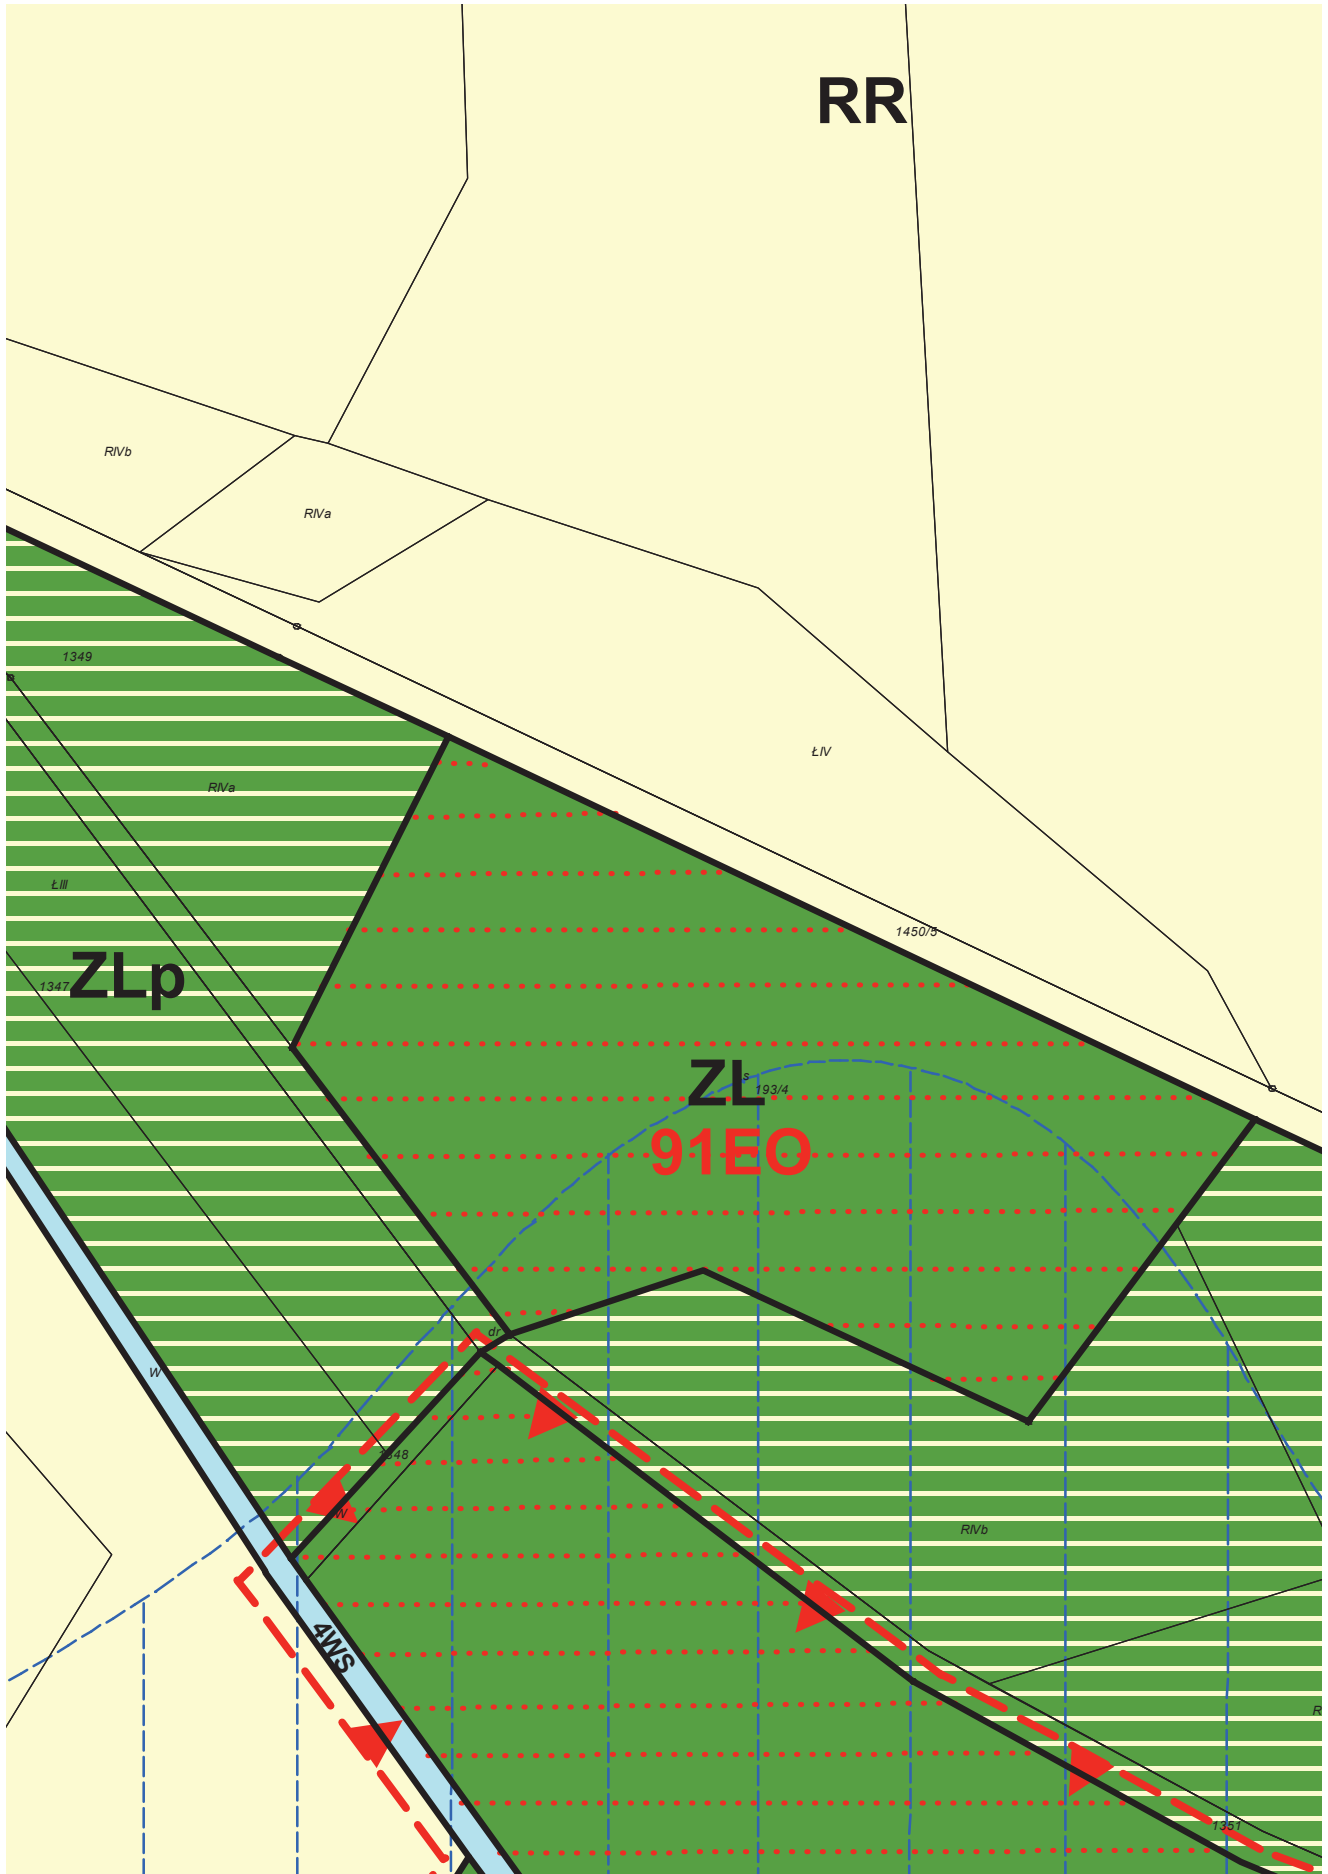 RR
RIVb
RIVa
1349
ŁIV
RIVa
ŁIII
1450/5
ZLp
1347
ZL
s
193/4
91EO
dr
W
1348
W
RIVb
4WS
R
1351